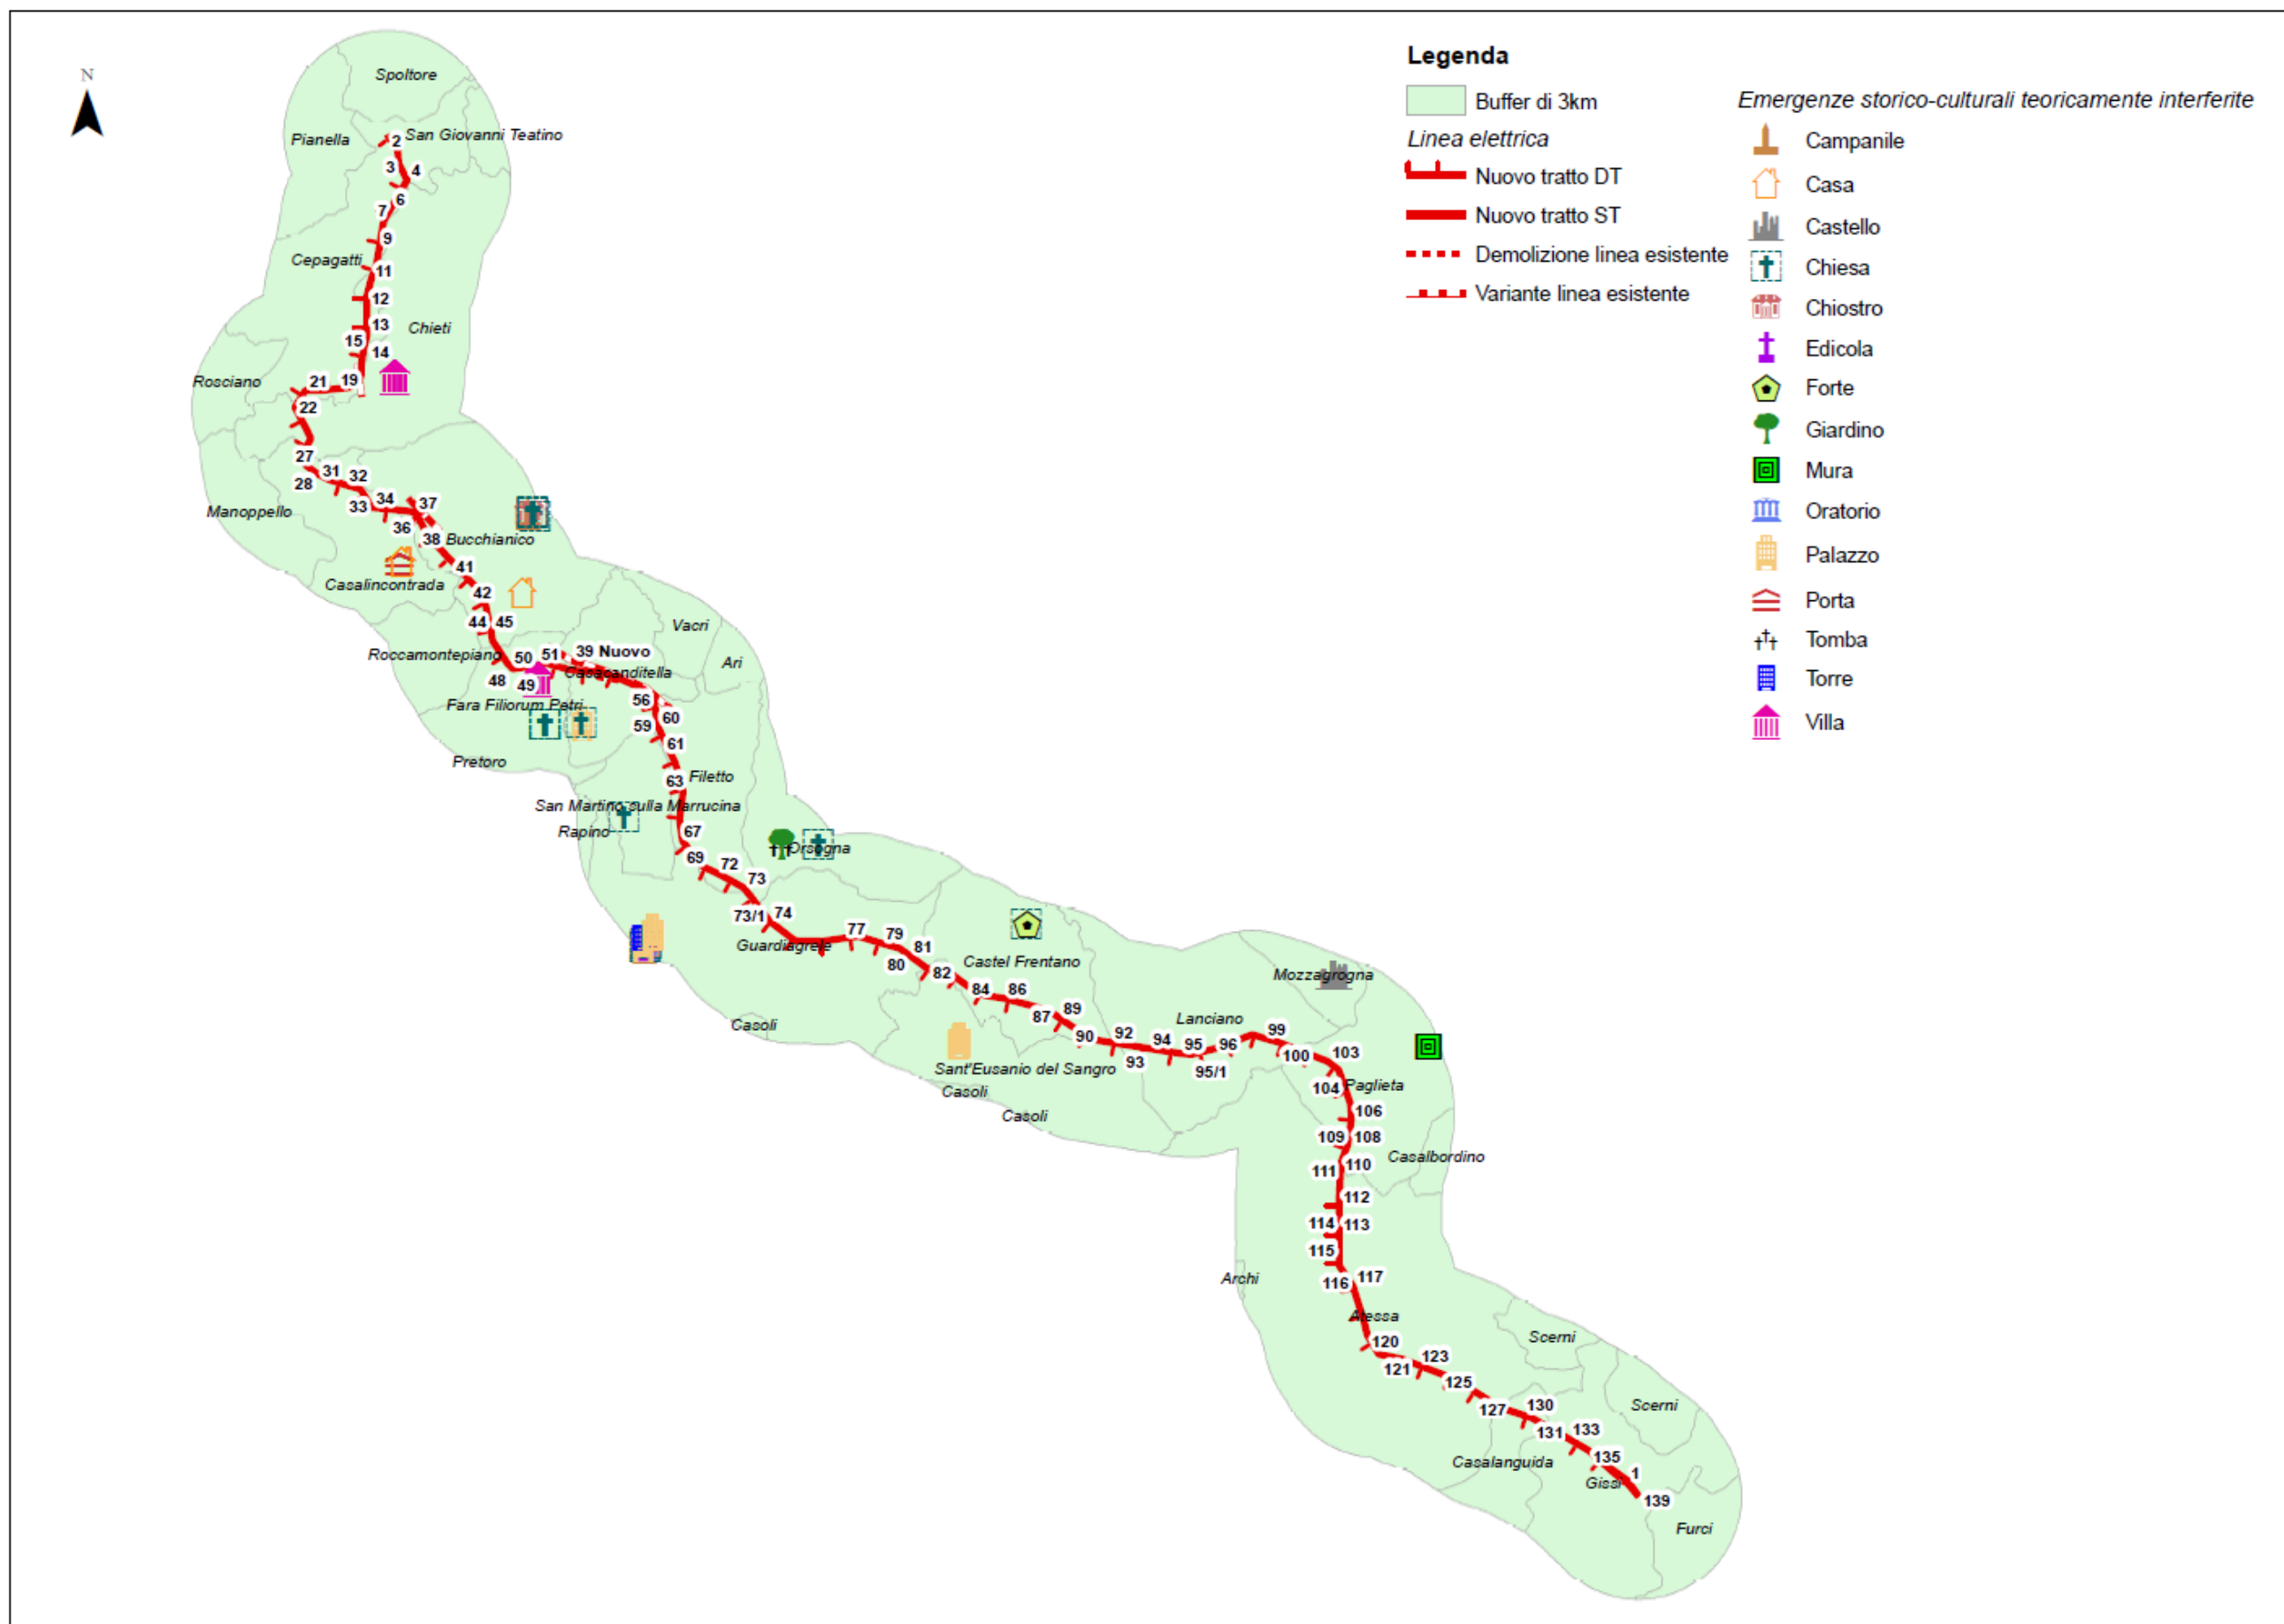 N
Legenda
Buffer di 3km
Linea elettrica
Nuovo tratto DT
Nuovo tratto ST
Demolizione linea esistente
Variante linea esistente
Emergenze storico-culturali teoricamente interferite
Campanile
Casa
Castello
Chiesa
Chiostro
Edicola
Forte
Giardino
Mura
Oratorio
Palazzo
Porta
Tomba
Torre
Villa
Spoltore
Pianella
2
San Giovanni Teatino
3
4
6
7
9
Cepagatti
11
12
13
Chieti
15
14
Rosciano
21
19
22
27
31
32
28
33
34
37
Manoppello
36
38
Bucchianico
41
Casalincontrada
42
44
45
Vacri
Roccamontepiano
50
51
39 Nuovo
Ari
Casacanditella
48
49
Fara Filiorum Petri
56
60
59
61
Pretoro
63
Filetto
San Martino sulla Marrucina
Rapino
67
Orsogna
69
72
73
73/1
74
77
79
Guardiagrele
81
80
Castel Frentano
82
Mozzagrogna
84
86
89
87
Lanciano
Casoli
90
92
94
95
96
99
93
100
103
Sant'Eusanio del Sangro
95/1
104
Paglieta
Casoli
Casoli
106
109
108
Casalbordino
111
110
112
114
113
115
Archi
116
117
Atessa
120
Scerni
121
123
125
127
130
Scerni
131
133
Casalanguida
135
Gissi
1
139
Furci